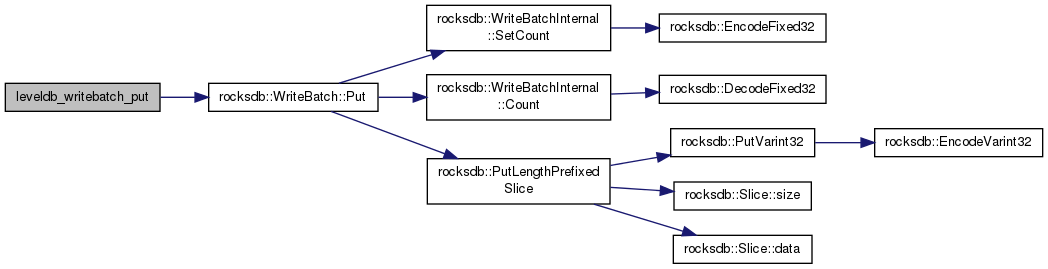 leveldb_writebatch_put
rocksdb::WriteBatch::Put
rocksdb::WriteBatchInternal
::SetCount
rocksdb::EncodeFixed32
rocksdb::WriteBatchInternal
::Count
rocksdb::DecodeFixed32
rocksdb::PutLengthPrefixed
Slice
rocksdb::PutVarint32
rocksdb::EncodeVarint32
rocksdb::Slice::size
rocksdb::Slice::data